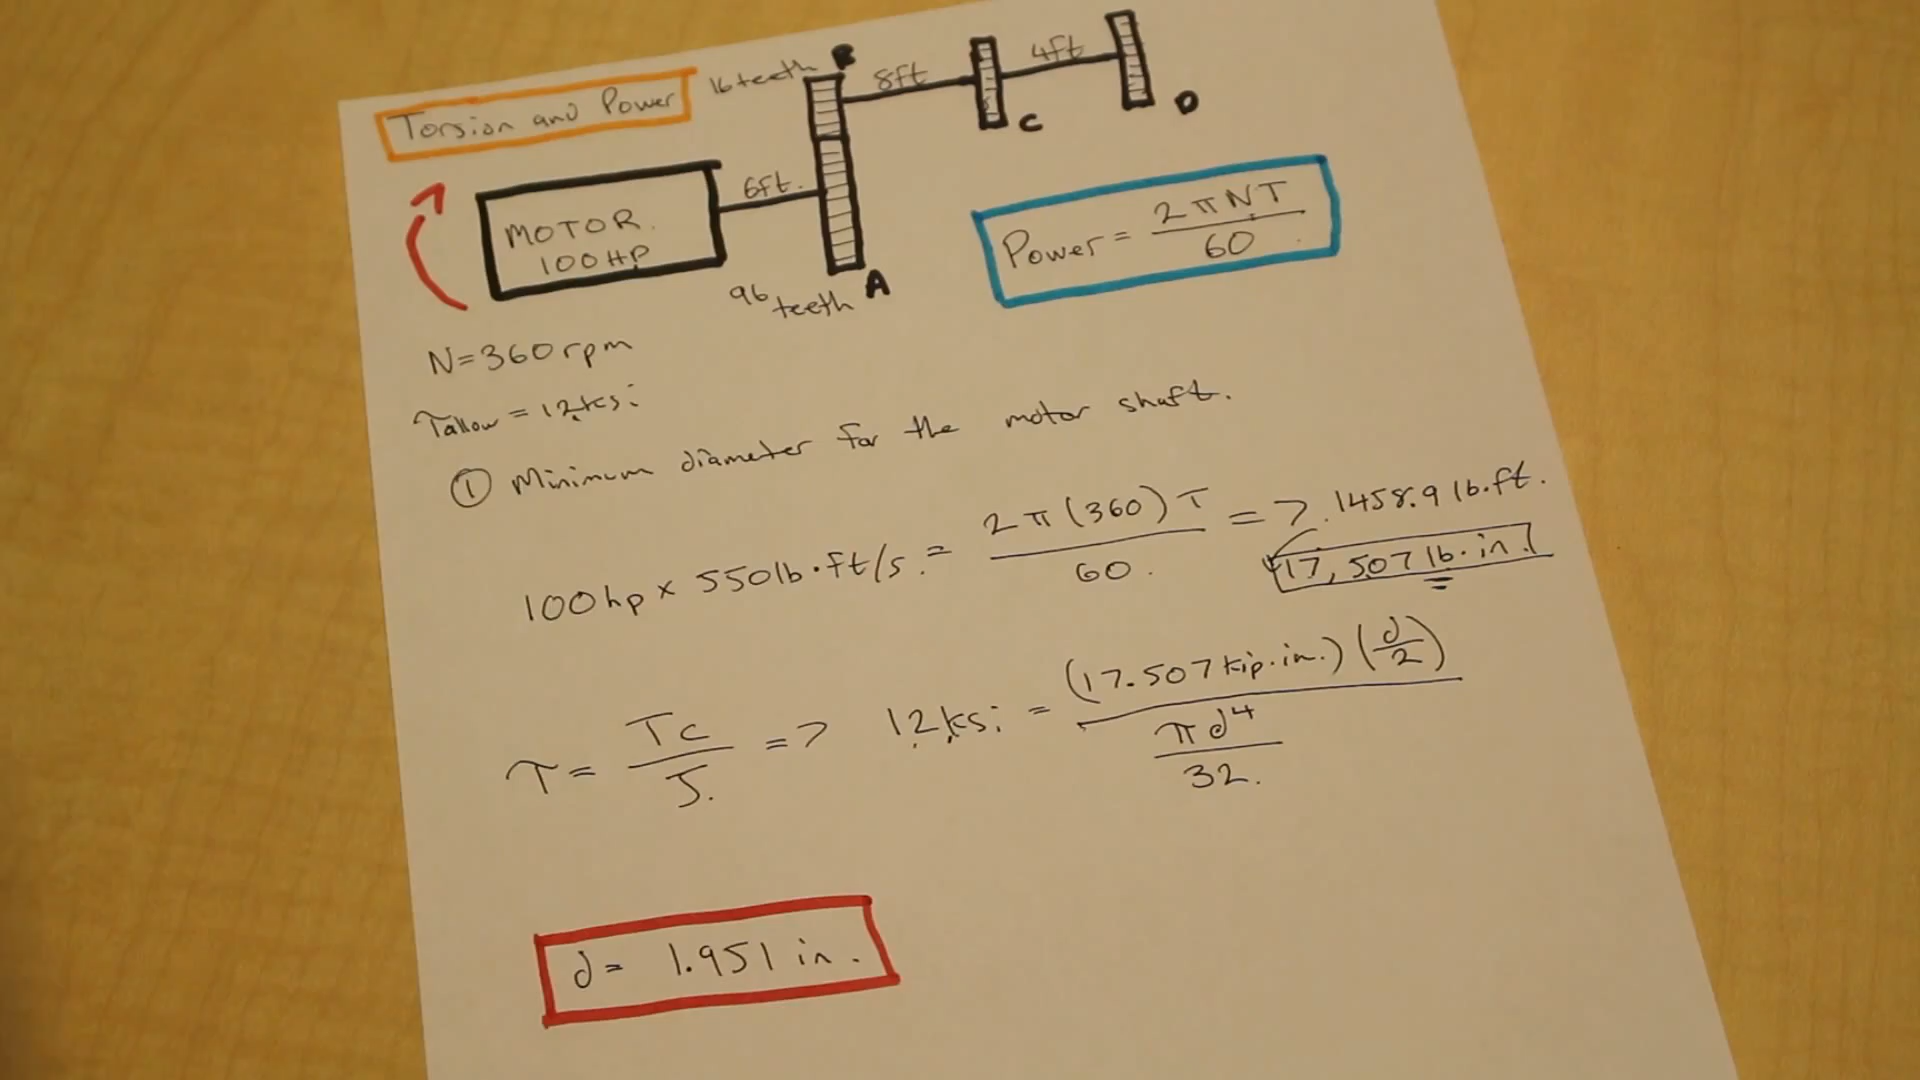 Torsion and Power
16 teeth B 8ft 4ft
C D
MOTOR.
100HP
6ft.
96 teeth A
Power = 2πNT / 60
N=360rpm
τallow = 12ksi
① Minimum diameter for the motor shaft.
100hp × 550lb·ft/s. = 2π(360)T / 60. => 1458.9 lb.ft.
17,507 lb·in.
τ = Tc / J. => 12ksi = (17.507 kip·in.)(d/2) / πd⁴/32.
d = 1.951 in.